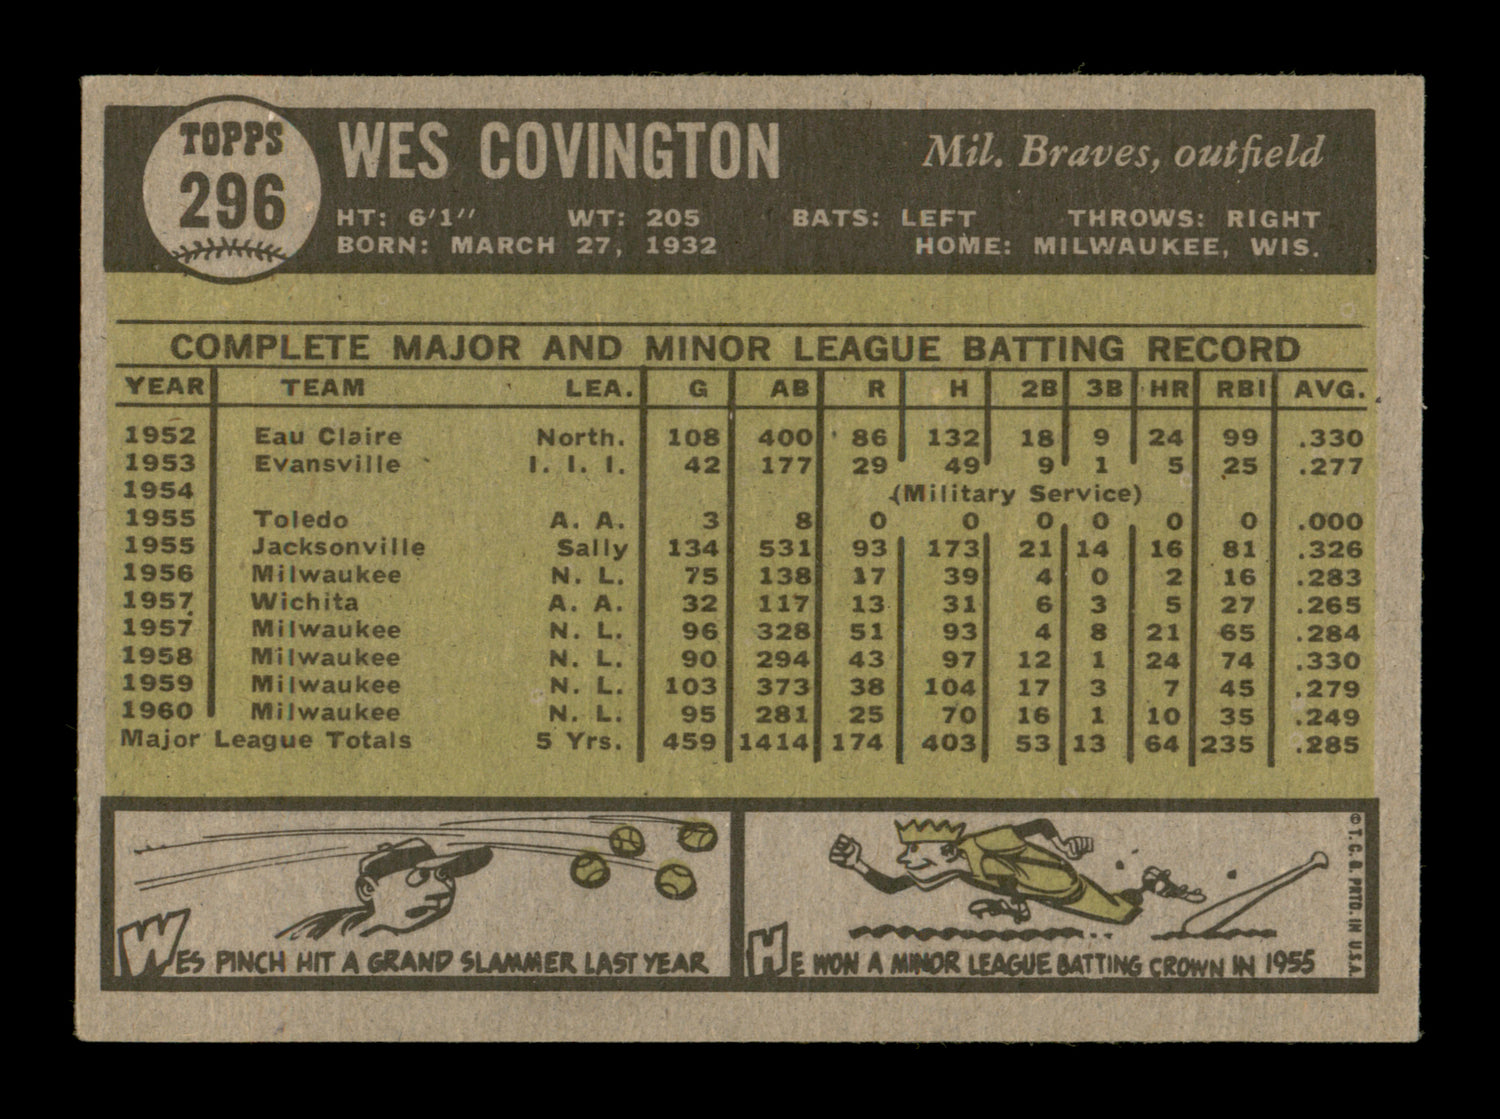 TOPPS
296
WES COVINGTON
Mil. Braves, outfield
HT: 6'1" WT: 205 BATS: LEFT THROWS: RIGHT
BORN: MARCH 27, 1932 HOME: MILWAUKEE, WIS.
COMPLETE MAJOR AND MINOR LEAGUE BATTING RECORD
YEAR TEAM LEA. G AB R H 2B 3B HR RBI AVG.
1952 Eau Claire North. 108 400 86 132 18 9 24 99 .330
1953 Evansville I. I. I. 42 177 29 49 9 1 5 25 .277
1954 (Military Service)
1955 Toledo A. A. 3 8 0 0 0 0 0 0 .000
1955 Jacksonville Sally 134 531 93 173 21 14 16 81 .326
1956 Milwaukee N. L. 75 138 17 39 4 0 2 16 .283
1957 Wichita A. A. 32 117 13 31 6 3 5 27 .265
1957 Milwaukee N. L. 96 328 51 93 4 8 21 65 .284
1958 Milwaukee N. L. 90 294 43 97 12 1 24 74 .330
1959 Milwaukee N. L. 103 373 38 104 17 3 7 45 .279
1960 Milwaukee N. L. 95 281 25 70 16 1 10 35 .249
Major League Totals 5 Yrs. 459 1414 174 403 53 13 64 235 .285
WES PINCH HIT A GRAND SLAMMER LAST YEAR
HE WON A MINOR LEAGUE BATTING CROWN IN 1955
© T. C. G. PRTD. IN U.S.A.